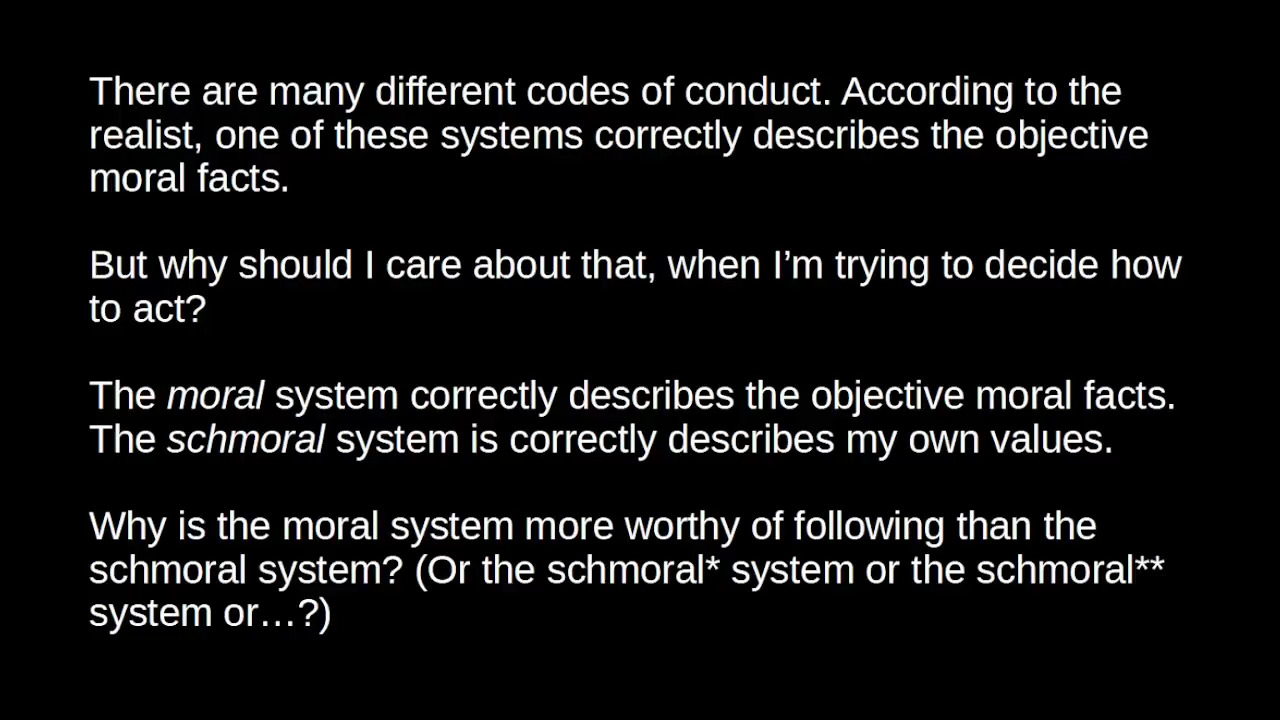 There are many different codes of conduct. According to the
realist, one of these systems correctly describes the objective
moral facts.
But why should I care about that, when I’m trying to decide how
to act?
The moral system correctly describes the objective moral facts.
The schmoral system is correctly describes my own values.
Why is the moral system more worthy of following than the
schmoral system? (Or the schmoral* system or the schmoral**
system or…?)